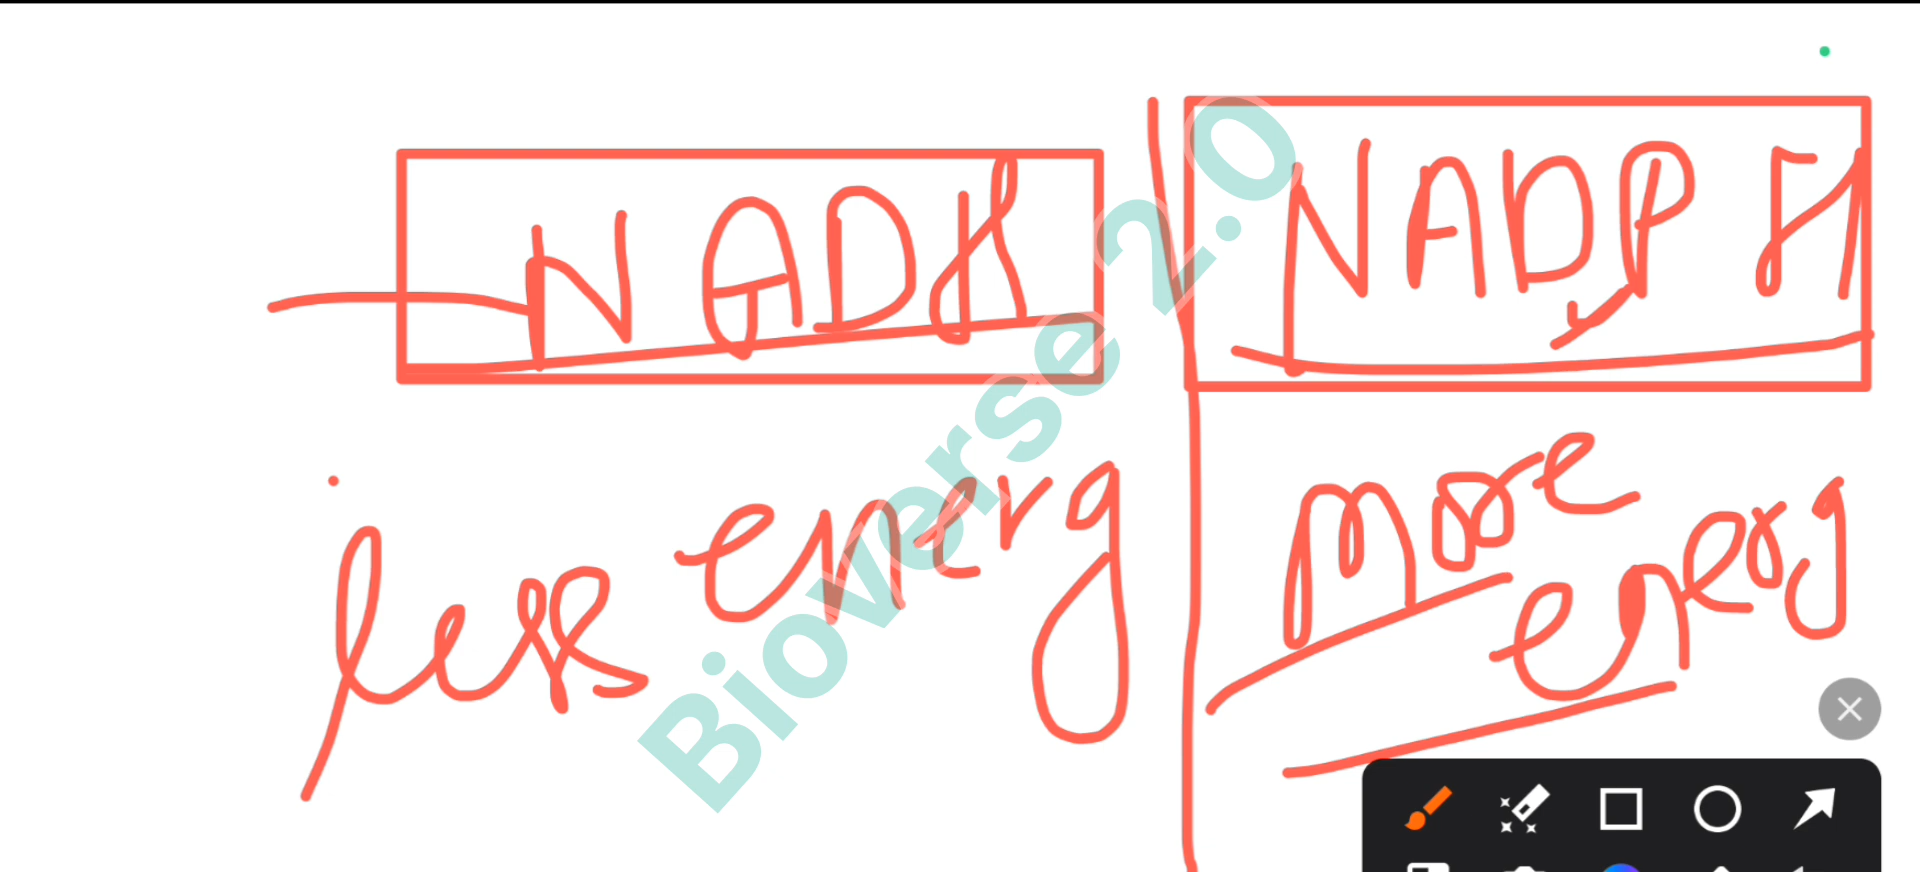 NADH
NADPH
less energ
more
energ
Bioverse 2.0